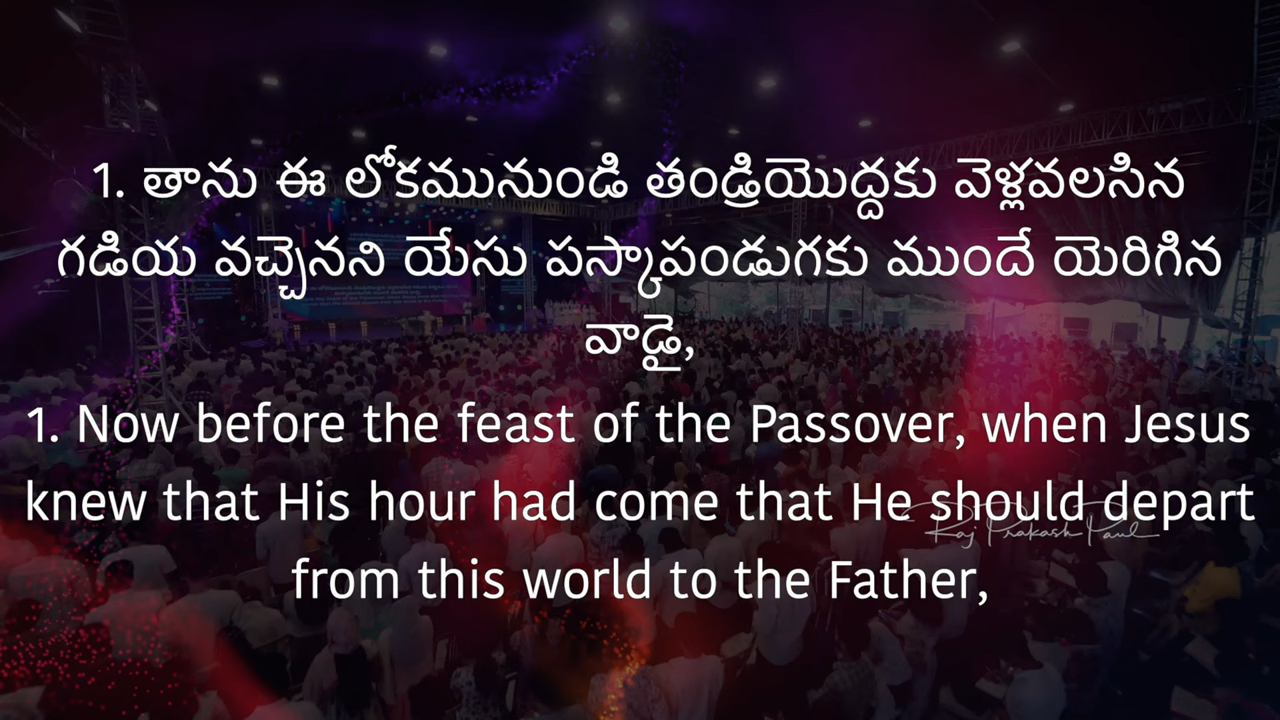 1. తాను ఈ లోకమునుండి తండ్రియొద్దకు వెళ్లవలసిన
గడియ వచ్చెనని యేసు పస్కాపండుగకు ముందే యెరిగిన
వాడై,
1. Now before the feast of the Passover, when Jesus
knew that His hour had come that He should depart
Raj Prakash Paul
from this world to the Father,